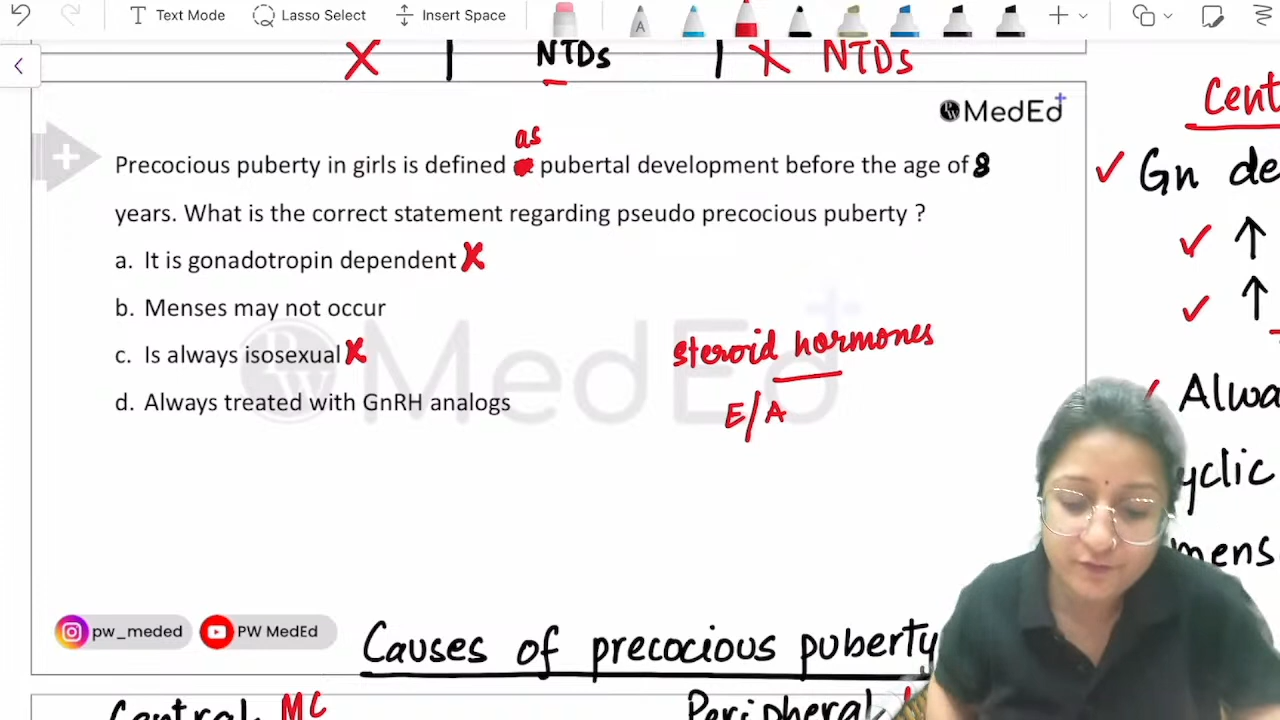 Text Mode Lasso Select Insert Space
X NTDs X NTDs
MedEd
as
Precocious puberty in girls is defined pubertal development before the age of 8
years. What is the correct statement regarding pseudo precocious puberty ?
a. It is gonadotropin dependent X
b. Menses may not occur
c. Is always isosexual X
d. Always treated with GnRH analogs
MedEd
steroid hormones
E/A
pw_meded PW MedEd
Causes of precocious puberty
Central MC
Peripheral
Cent
Gn de
↑
↑
Alwa
yclic
mens